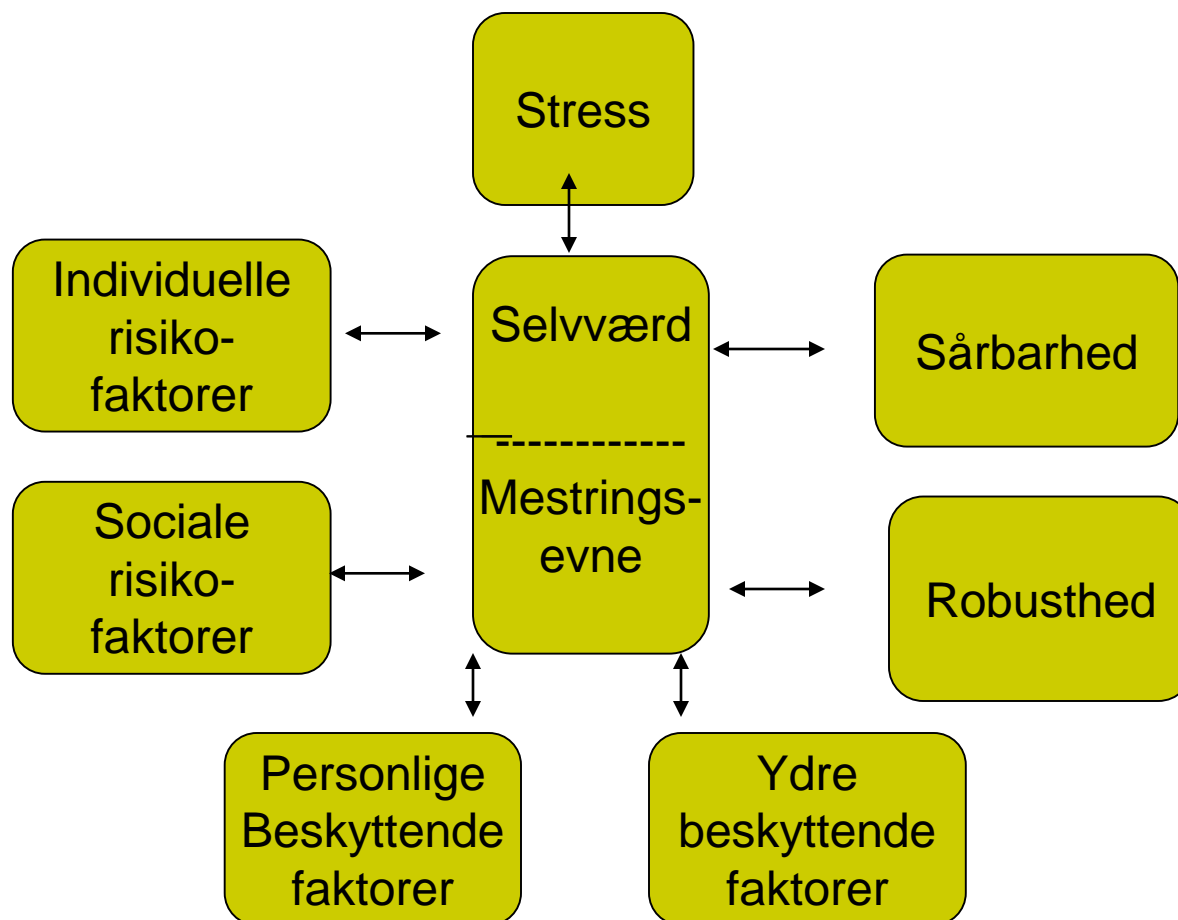 Stress
Individuelle
risiko-
faktorer
Selvværd
------------
Mestrings-
evne
Sårbarhed
Sociale
risiko-
faktorer
Robusthed
Personlige
Beskyttende
faktorer
Ydre
beskyttende
faktorer